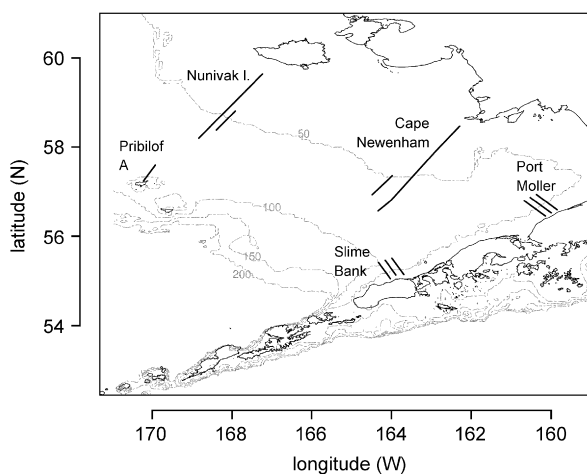 60
58
56
54
latitude (N)
Nunivak I.
50
Cape
Newenham
Pribilof
A
Port
Moller
100
150
200
Slime
Bank
170
168
166
164
162
160
longitude (W)